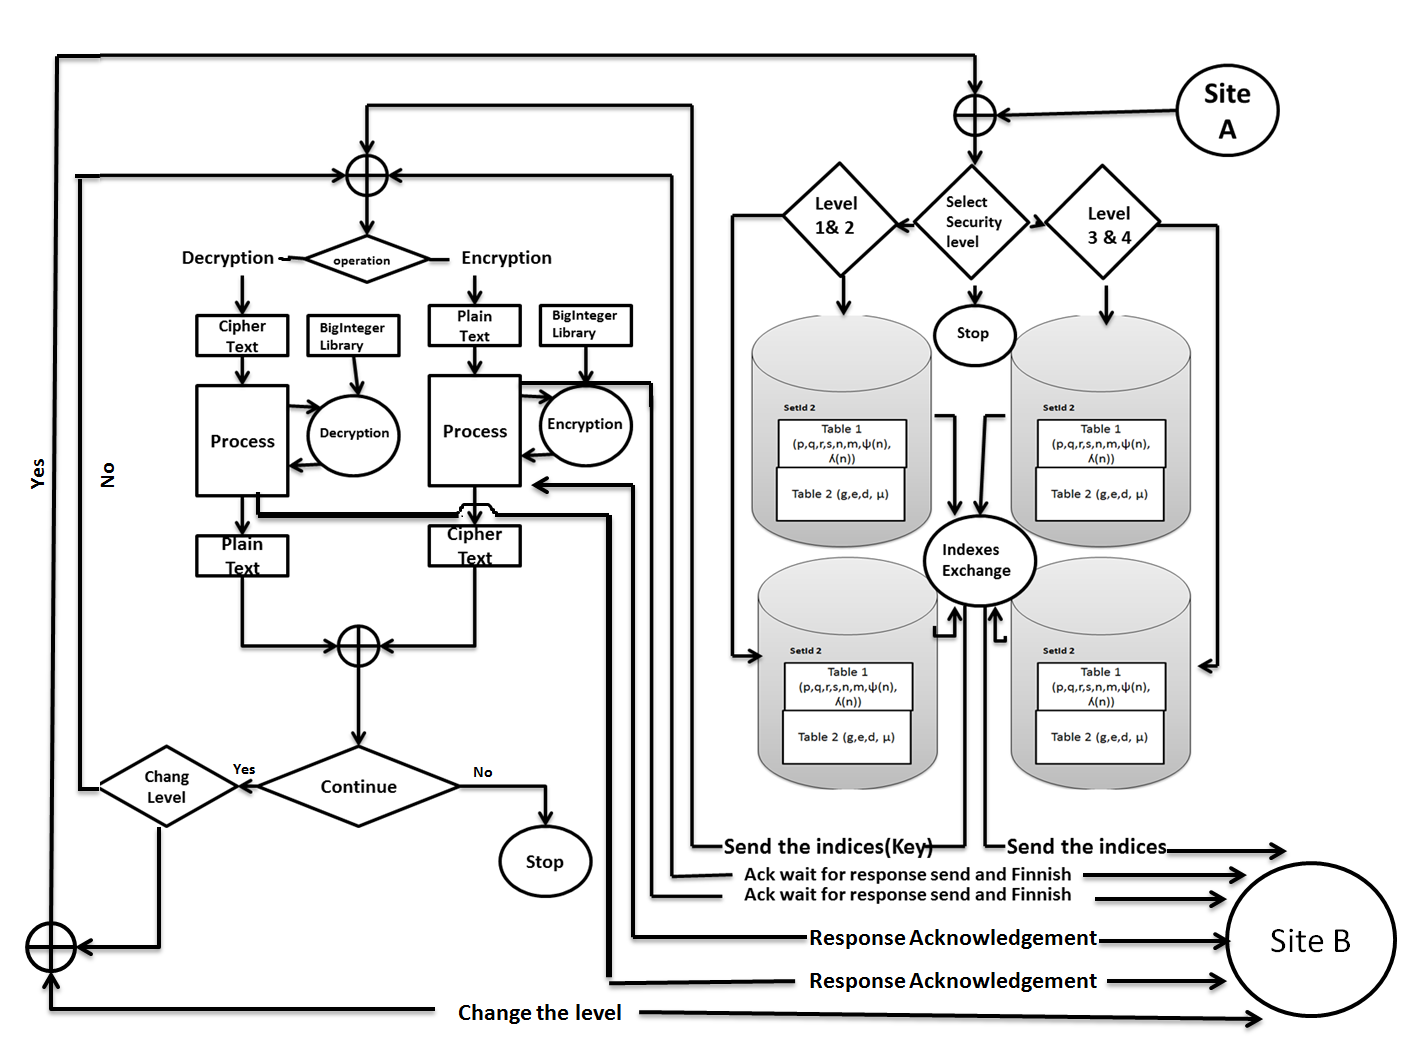 Site
A
Level
1& 2
Select
Security
level
Level
3 & 4
Stop
Decryption
operation
Encryption
Cipher
Text
BigInteger
Library
Plain
Text
BigInteger
Library
Process
Decryption
Process
Encryption
Plain
Text
Cipher
Text
SetId 2
Table 1
(p,q,r,s,n,m,ψ(n),
ʎ(n))
Table 2 (g,e,d, μ)
SetId 2
Table 1
(p,q,r,s,n,m,ψ(n),
ʎ(n))
Table 2 (g,e,d, μ)
Indexes
Exchange
SetId 2
Table 1
(p,q,r,s,n,m,ψ(n),
ʎ(n))
Table 2 (g,e,d, μ)
SetId 2
Table 1
(p,q,r,s,n,m,ψ(n),
ʎ(n))
Table 2 (g,e,d, μ)
Yes
No
Chang
Level
Yes
Continue
No
Stop
Send the indices(Key)
Send the indices
Ack wait for response send and Finnish
Ack wait for response send and Finnish
Response Acknowledgement
Response Acknowledgement
Change the level
Site B